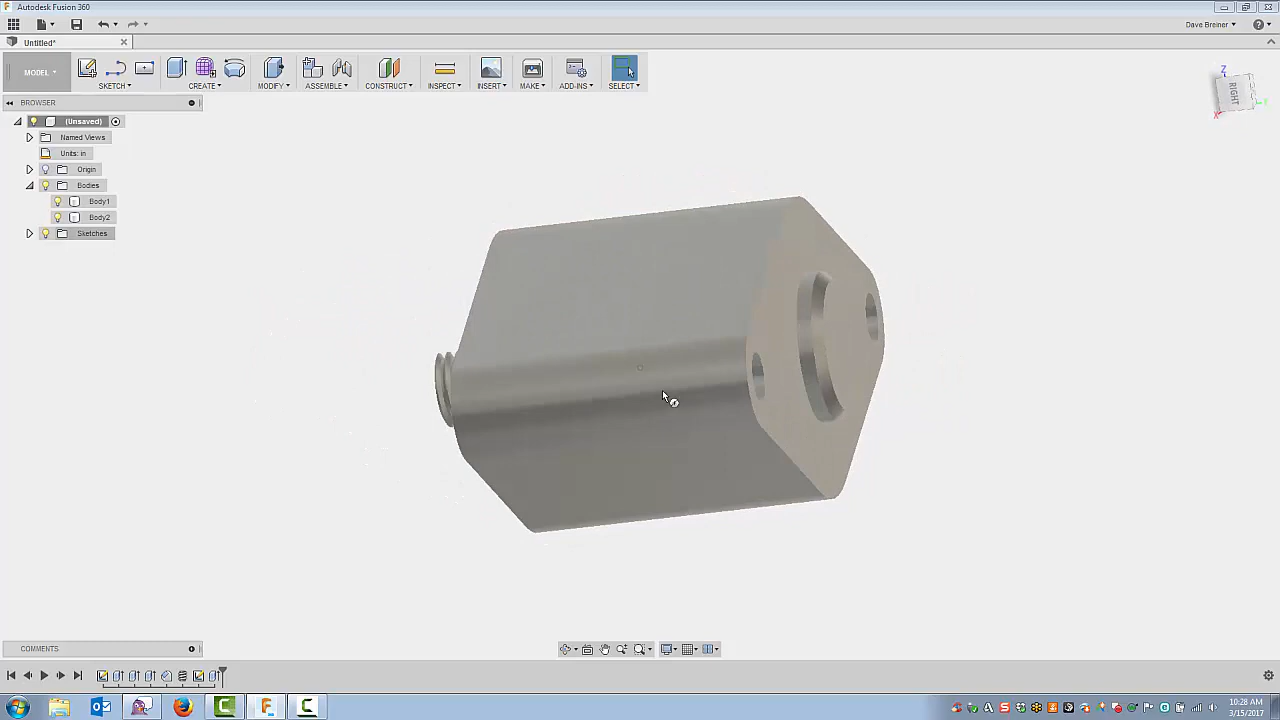 Autodesk Fusion 360
Dave Breiner
Untitled*
MODEL
SKETCH
CREATE
MODIFY
ASSEMBLE
CONSTRUCT
INSPECT
INSERT
MAKE
ADD-INS
SELECT
BROWSER
(Unsaved)
Named Views
Units: in
Origin
Bodies
Body1
Body2
Sketches
Z
RIGHT
X
COMMENTS
10:28 AM
3/15/2017